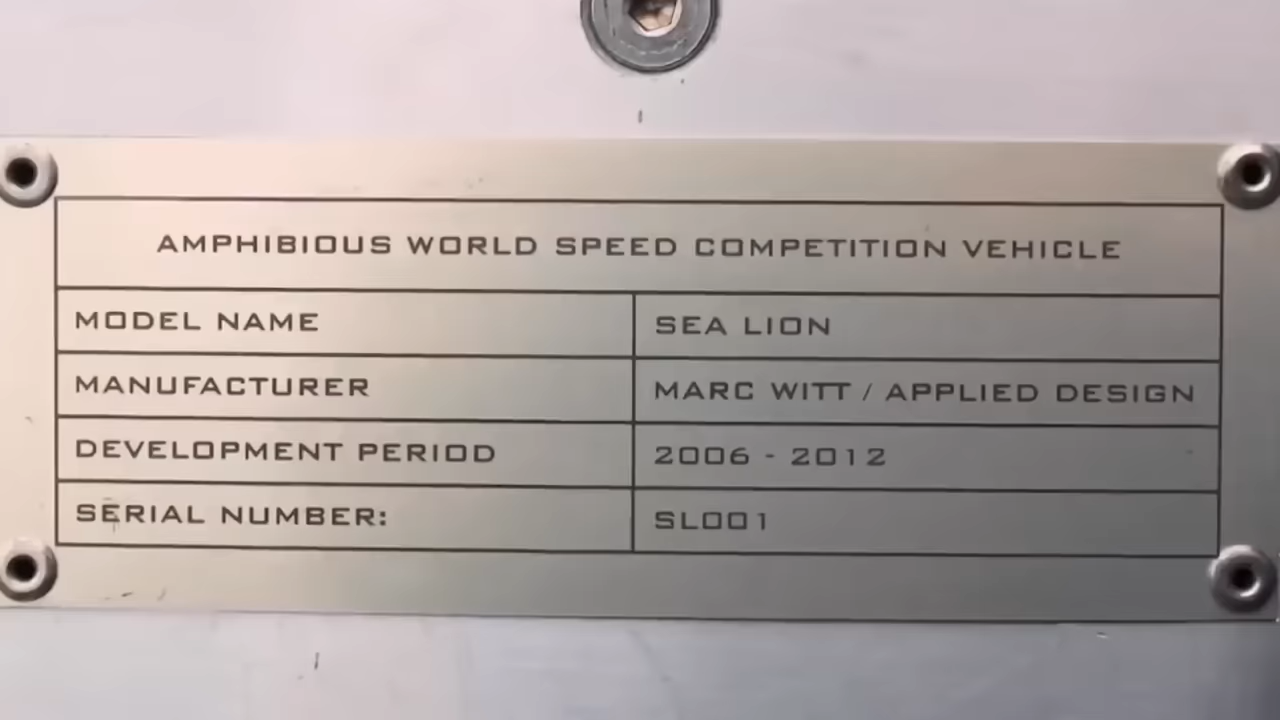 AMPHIBIOUS WORLD SPEED COMPETITION VEHICLE
MODEL NAME SEA LION
MANUFACTURER MARC WITT / APPLIED DESIGN
DEVELOPMENT PERIOD 2006 - 2012
SERIAL NUMBER: SL001